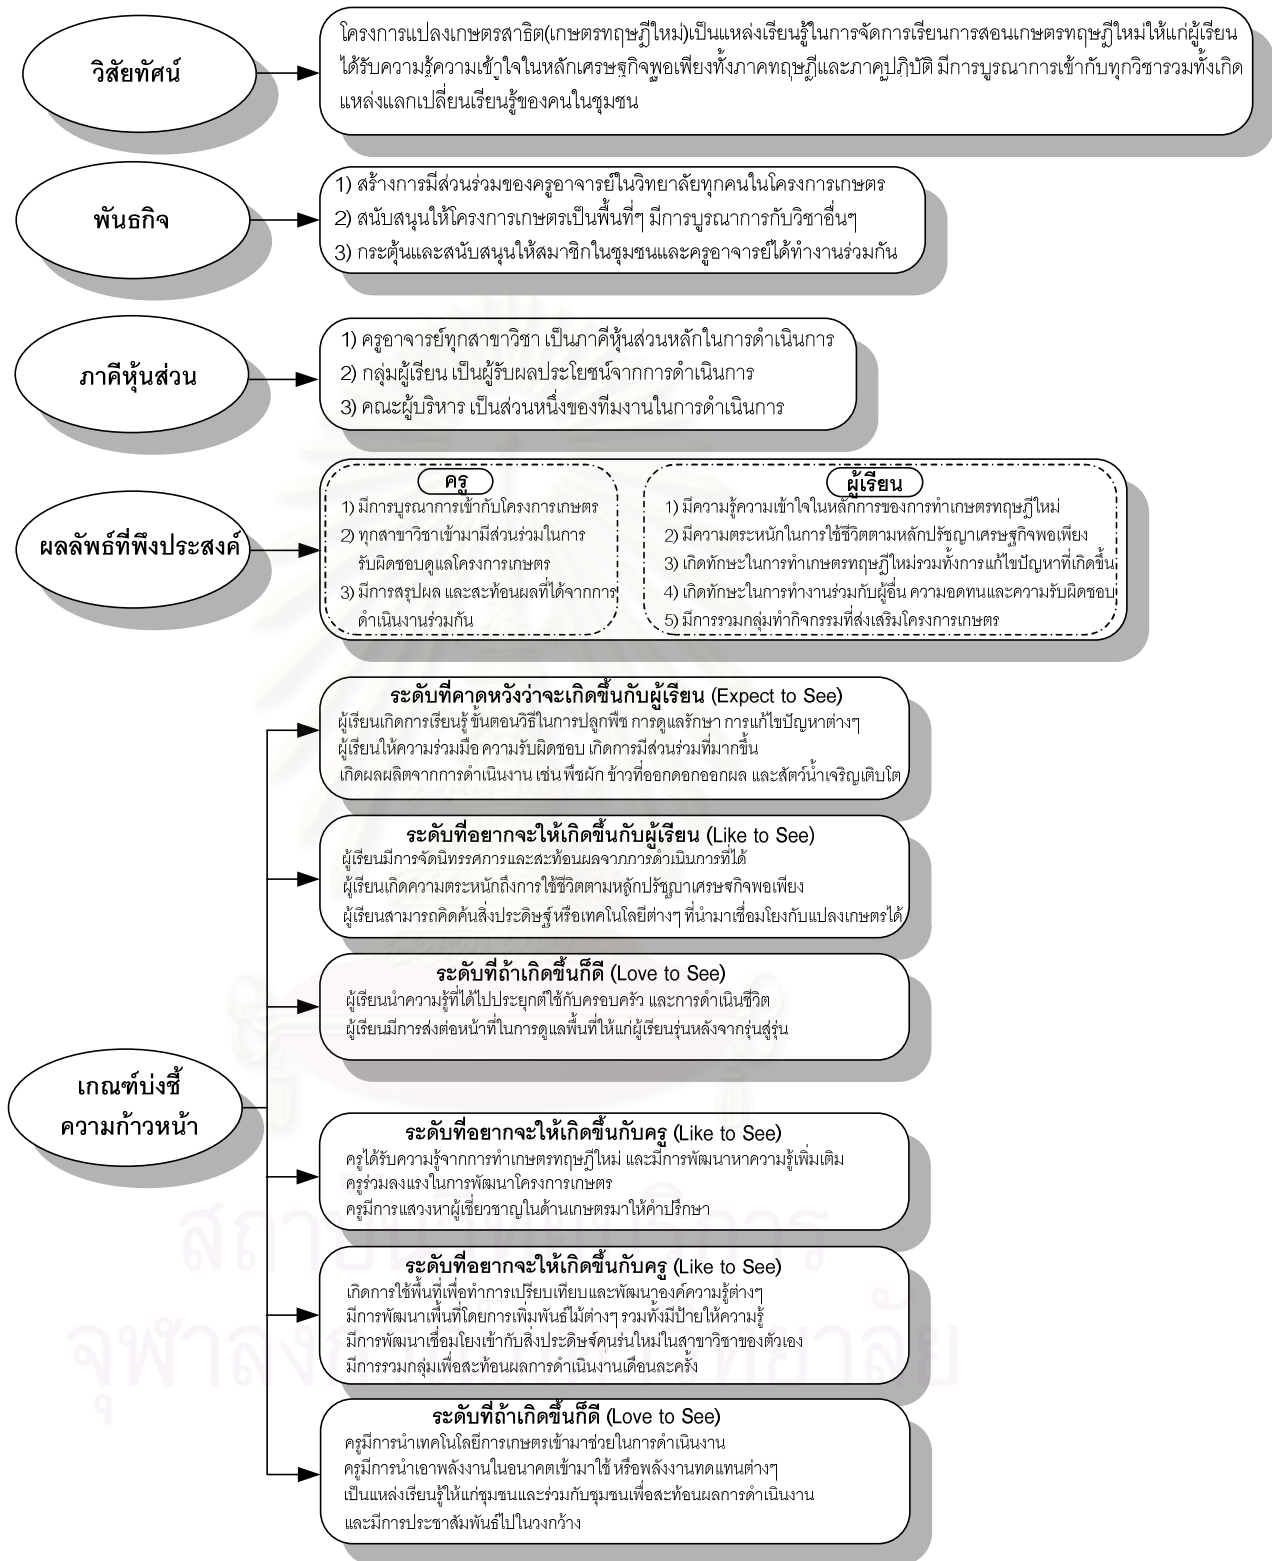 วิสัยทัศน์
โครงการแปลงเกษตรสาธิต(เกษตรทฤษฎีใหม่)เป็นแหล่งเรียนรู้ในการจัดการเรียนการสอนเกษตรทฤษฎีใหม่ให้แก่ผู้เรียน
ได้รับความรู้ความเข้าใจในหลักเศรษฐกิจพอเพียงทั้งภาคทฤษฎีและภาคปฏิบัติ มีการบูรณาการเข้ากับทุกวิชารวมทั้งเกิด
แหล่งแลกเปลี่ยนเรียนรู้ของคนในชุมชน
พันธกิจ
1) สร้างการมีส่วนร่วมของครูอาจารย์ในวิทยาลัยทุกคนในโครงการเกษตร
2) สนับสนุนให้โครงการเกษตรเป็นพื้นที่ๆ มีการบูรณาการกับวิชาอื่นๆ
3) กระตุ้นและสนับสนุนให้สมาชิกในชุมชนและครูอาจารย์ได้ทำงานร่วมกัน
ภาคีหุ้นส่วน
1) ครูอาจารย์ทุกสาขาวิชา เป็นภาคีหุ้นส่วนหลักในการดำเนินการ
2) กลุ่มผู้เรียน เป็นผู้รับผลประโยชน์จากการดำเนินการ
3) คณะผู้บริหาร เป็นส่วนหนึ่งของทีมงานในการดำเนินการ
ผลลัพธ์ที่พึงประสงค์
ครู
1) มีการบูรณาการเข้ากับโครงการเกษตร
2) ทุกสาขาวิชาเข้ามามีส่วนร่วมในการ
รับผิดชอบดูแลโครงการเกษตร
3) มีการสรุปผล และสะท้อนผลที่ได้จากการ
ดำเนินงานร่วมกัน
ผู้เรียน
1) มีความรู้ความเข้าใจในหลักการของการทำเกษตรทฤษฎีใหม่
2) มีความตระหนักในการใช้ชีวิตตามหลักปรัชญาเศรษฐกิจพอเพียง
3) เกิดทักษะในการทำเกษตรทฤษฎีใหม่รวมทั้งการแก้ไขปัญหาที่เกิดขึ้น
4) เกิดทักษะในการทำงานร่วมกับผู้อื่น ความอดทนและความรับผิดชอบ
5) มีการรวมกลุ่มทำกิจกรรมที่ส่งเสริมโครงการเกษตร
เกณฑ์บ่งชี้
ความก้าวหน้า
ระดับที่คาดหวังว่าจะเกิดขึ้นกับผู้เรียน (Expect to See)
ผู้เรียนเกิดการเรียนรู้ ขั้นตอนวิธีในการปลูกพืช การดูแลรักษา การแก้ไขปัญหาต่างๆ
ผู้เรียนให้ความร่วมมือ ความรับผิดชอบ เกิดการมีส่วนร่วมที่มากขึ้น
เกิดผลผลิตจากการดำเนินงาน เช่น พืชผัก ข้าวที่ออกดอกออกผล และสัตว์น้ำเจริญเติบโต
ระดับที่อยากจะให้เกิดขึ้นกับผู้เรียน (Like to See)
ผู้เรียนมีการจัดนิทรรศการและสะท้อนผลจากการดำเนินการที่ได้
ผู้เรียนเกิดความตระหนักถึงการใช้ชีวิตตามหลักปรัชญาเศรษฐกิจพอเพียง
ผู้เรียนสามารถคิดค้นสิ่งประดิษฐ์ หรือเทคโนโลยีต่างๆ ที่นำมาเชื่อมโยงกับแปลงเกษตรได้
ระดับที่ถ้าเกิดขึ้นก็ดี (Love to See)
ผู้เรียนนำความรู้ที่ได้ไปประยุกต์ใช้กับครอบครัว และการดำเนินชีวิต
ผู้เรียนมีการส่งต่อหน้าที่ในการดูแลพื้นที่ให้แก่ผู้เรียนรุ่นหลังจากรุ่นสู่รุ่น
ระดับที่อยากจะให้เกิดขึ้นกับครู (Like to See)
ครูได้รับความรู้จากการทำเกษตรทฤษฎีใหม่ และมีการพัฒนาหาความรู้เพิ่มเติม
ครูร่วมลงแรงในการพัฒนาโครงการเกษตร
ครูมีการแสวงหาผู้เชี่ยวชาญในด้านเกษตรมาให้คำปรึกษา
ระดับที่อยากจะให้เกิดขึ้นกับครู (Like to See)
เกิดการใช้พื้นที่เพื่อทำการเปรียบเทียบและพัฒนาองค์ความรู้ต่างๆ
มีการพัฒนาพื้นที่โดยการเพิ่มพันธุ์ไม้ต่างๆ รวมทั้งมีป้ายให้ความรู้
มีการพัฒนาเชื่อมโยงเข้ากับสิ่งประดิษฐ์คนรุ่นใหม่ในสาขาวิชาของตัวเอง
มีการรวมกลุ่มเพื่อสะท้อนผลการดำเนินงานเดือนละครั้ง
ระดับที่ถ้าเกิดขึ้นก็ดี (Love to See)
ครูมีการนำเทคโนโลยีการเกษตรเข้ามาช่วยในการดำเนินงาน
ครูมีการนำเอาพลังงานในอนาคตเข้ามาใช้ หรือพลังงานทดแทนต่างๆ
เป็นแหล่งเรียนรู้ให้แก่ชุมชนและร่วมกับชุมชนเพื่อสะท้อนผลการดำเนินงาน
และมีการประชาสัมพันธ์ไปในวงกว้าง
สถาบันวิทยบริการ
จุฬาลงกรณ์มหาวิทยาลัย